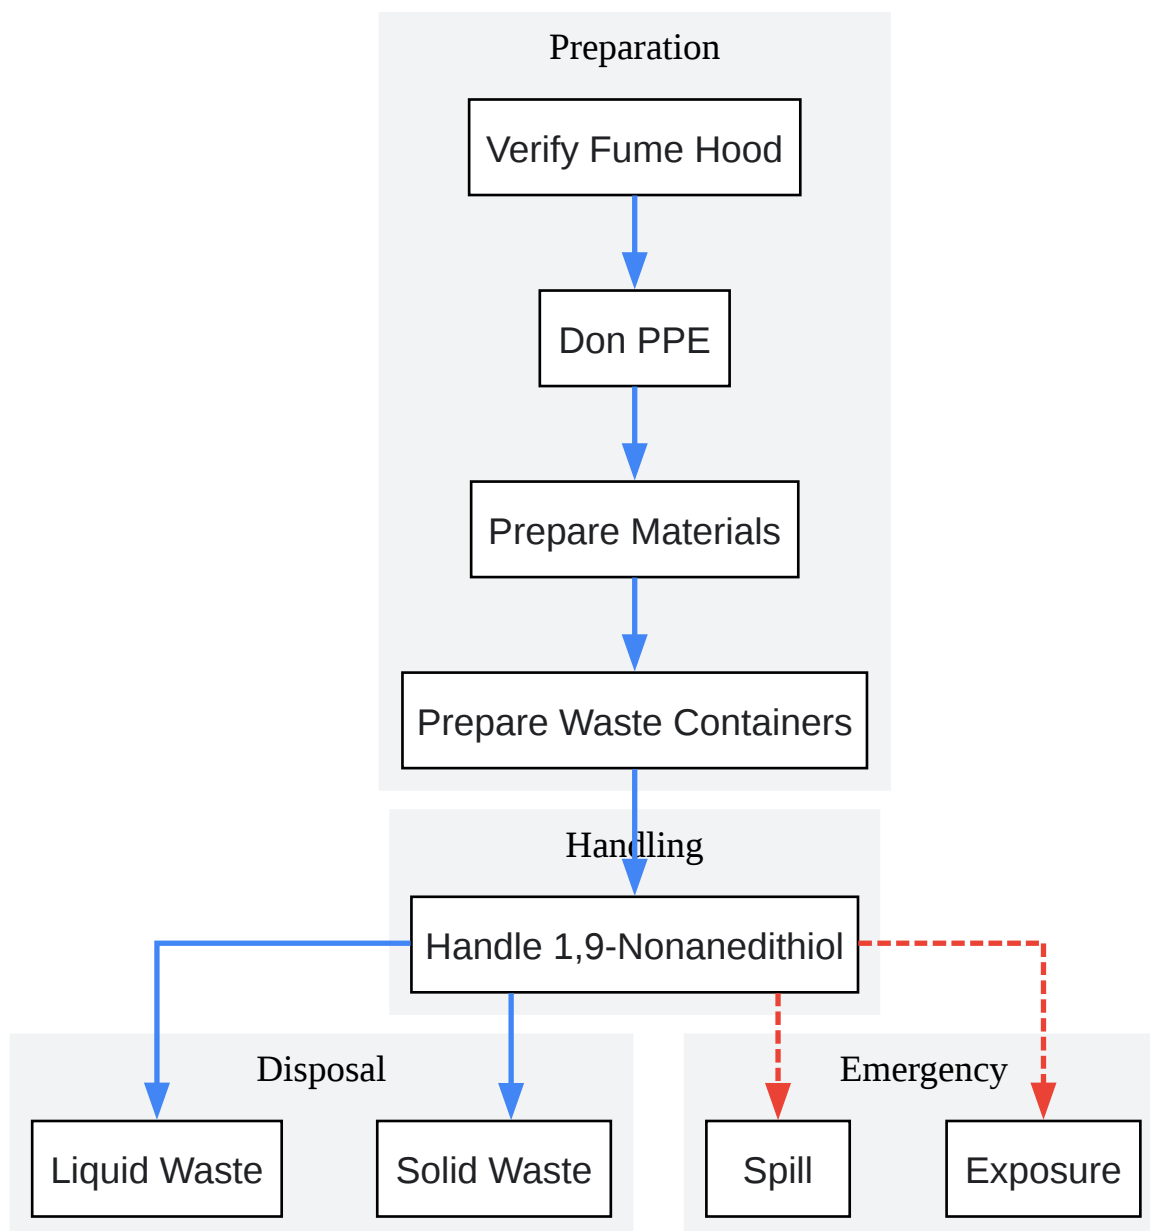 Preparation
Verify Fume Hood
Don PPE
Prepare Materials
Prepare Waste Containers
Handling
Handle 1,9-Nonanedithiol
Disposal
Emergency
Liquid Waste
Solid Waste
Spill
Exposure